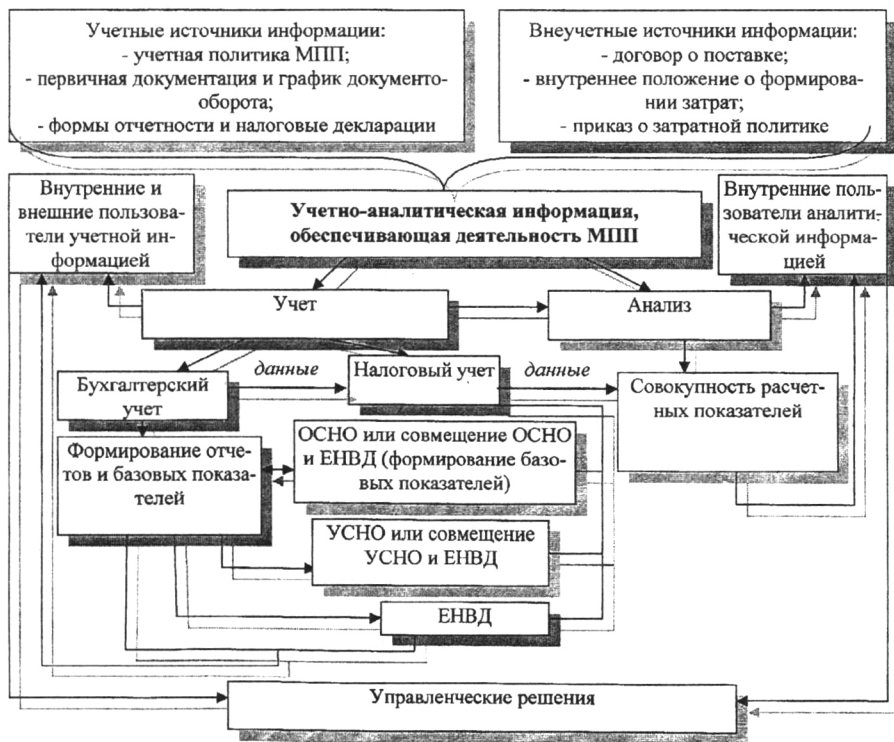 Учетные источники информации:
- учетная политика МПП;
- первичная документация и график документо-
оборота;
- формы отчетности и налоговые декларации
Внеучетные источники информации:
- договор о поставке;
- внутреннее положение о формирова-
нии затрат;
- приказ о затратной политике
Внутренние и
внешние пользова-
тели учетной ин-
формацией
Учетно-аналитическая информация,
обеспечивающая деятельность МПП
Внутренние поль-
зователи аналити-
ческой информа-
цией
Учет
Анализ
Бухгалтерский
учет
данные
Налоговый учет
данные
Совокупность расчет-
ных показателей
Формирование отче-
тов и базовых показа-
телей
ОСНО или совмещение ОСНО
и ЕНВД (формирование базо-
вых показателей)
УСНО или совмещение
УСНО и ЕНВД
ЕНВД
Управленческие решения